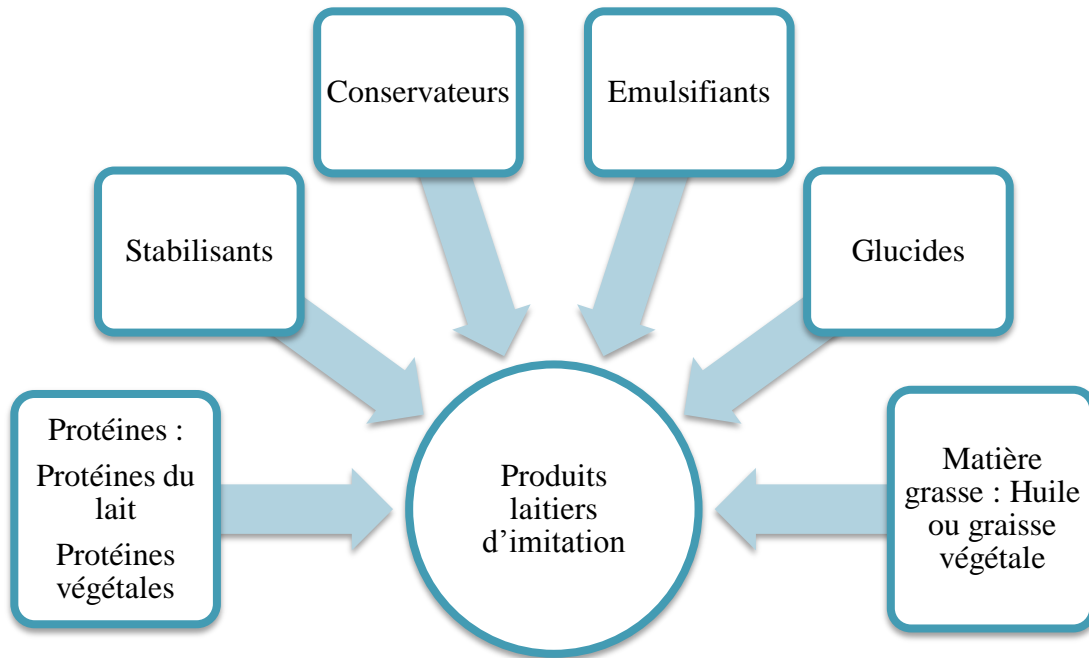 Conservateurs
Emulsifiants
Stabilisants
Glucides
Protéines :
Protéines du
lait
Protéines
végétales
Produits
laitiers
d’imitation
Matière
grasse : Huile
ou graisse
végétale